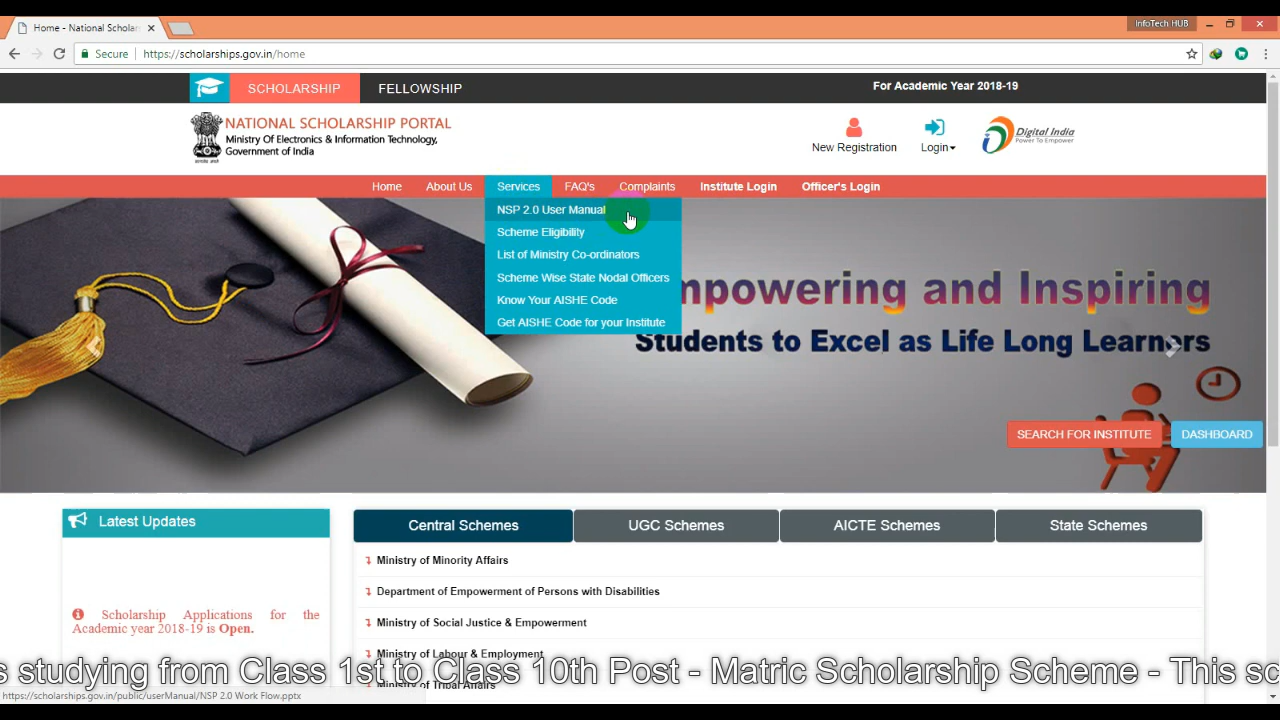 Home - National Scholar
InfoTech HUB
Secure
https://scholarships.gov.in/home
SCHOLARSHIP
FELLOWSHIP
For Academic Year 2018-19
NATIONAL SCHOLARSHIP PORTAL
Ministry Of Electronics & Information Technology,
Government of India
New Registration
Login
Digital India
Power To Empower
Home
About Us
Services
FAQ's
Complaints
Institute Login
Officer's Login
NSP 2.0 User Manual
Scheme Eligibility
List of Ministry Co-ordinators
Scheme Wise State Nodal Officers
Know Your AISHE Code
Get AISHE Code for your Institute
mpowering and Inspiring
Students to Excel as Life Long Learners
SEARCH FOR INSTITUTE
DASHBOARD
Latest Updates
Scholarship Applications for the
Academic year 2018-19 is Open.
Central Schemes
UGC Schemes
AICTE Schemes
State Schemes
Ministry of Minority Affairs
Department of Empowerment of Persons with Disabilities
Ministry of Social Justice & Empowerment
Ministry of Labour & Employment
s studying from Class 1st to Class 10th Post - Matric Scholarship Scheme - This sc
Ministry of Tribal Affairs
https://scholarships.gov.in/public/userManual/NSP 2.0 Work Flow.pptx